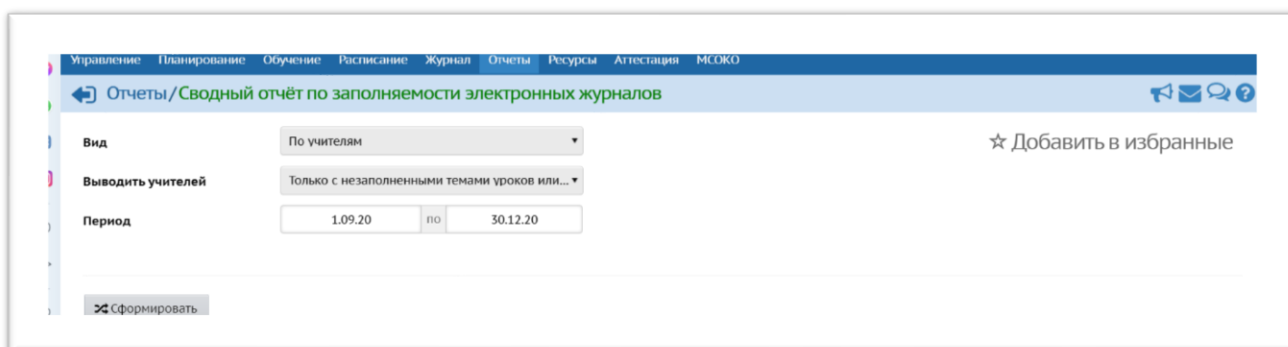 Управление Планирование Обучение Расписание Журнал Отчеты Ресурсы Аттестация МСОКО
Отчеты/Сводный отчёт по заполняемости электронных журналов
Вид По учителям
☆ Добавить в избранные
Выводить учителей Только с незаполненными темами уроков или...
Период 1.09.20 по 30.12.20
Сформировать